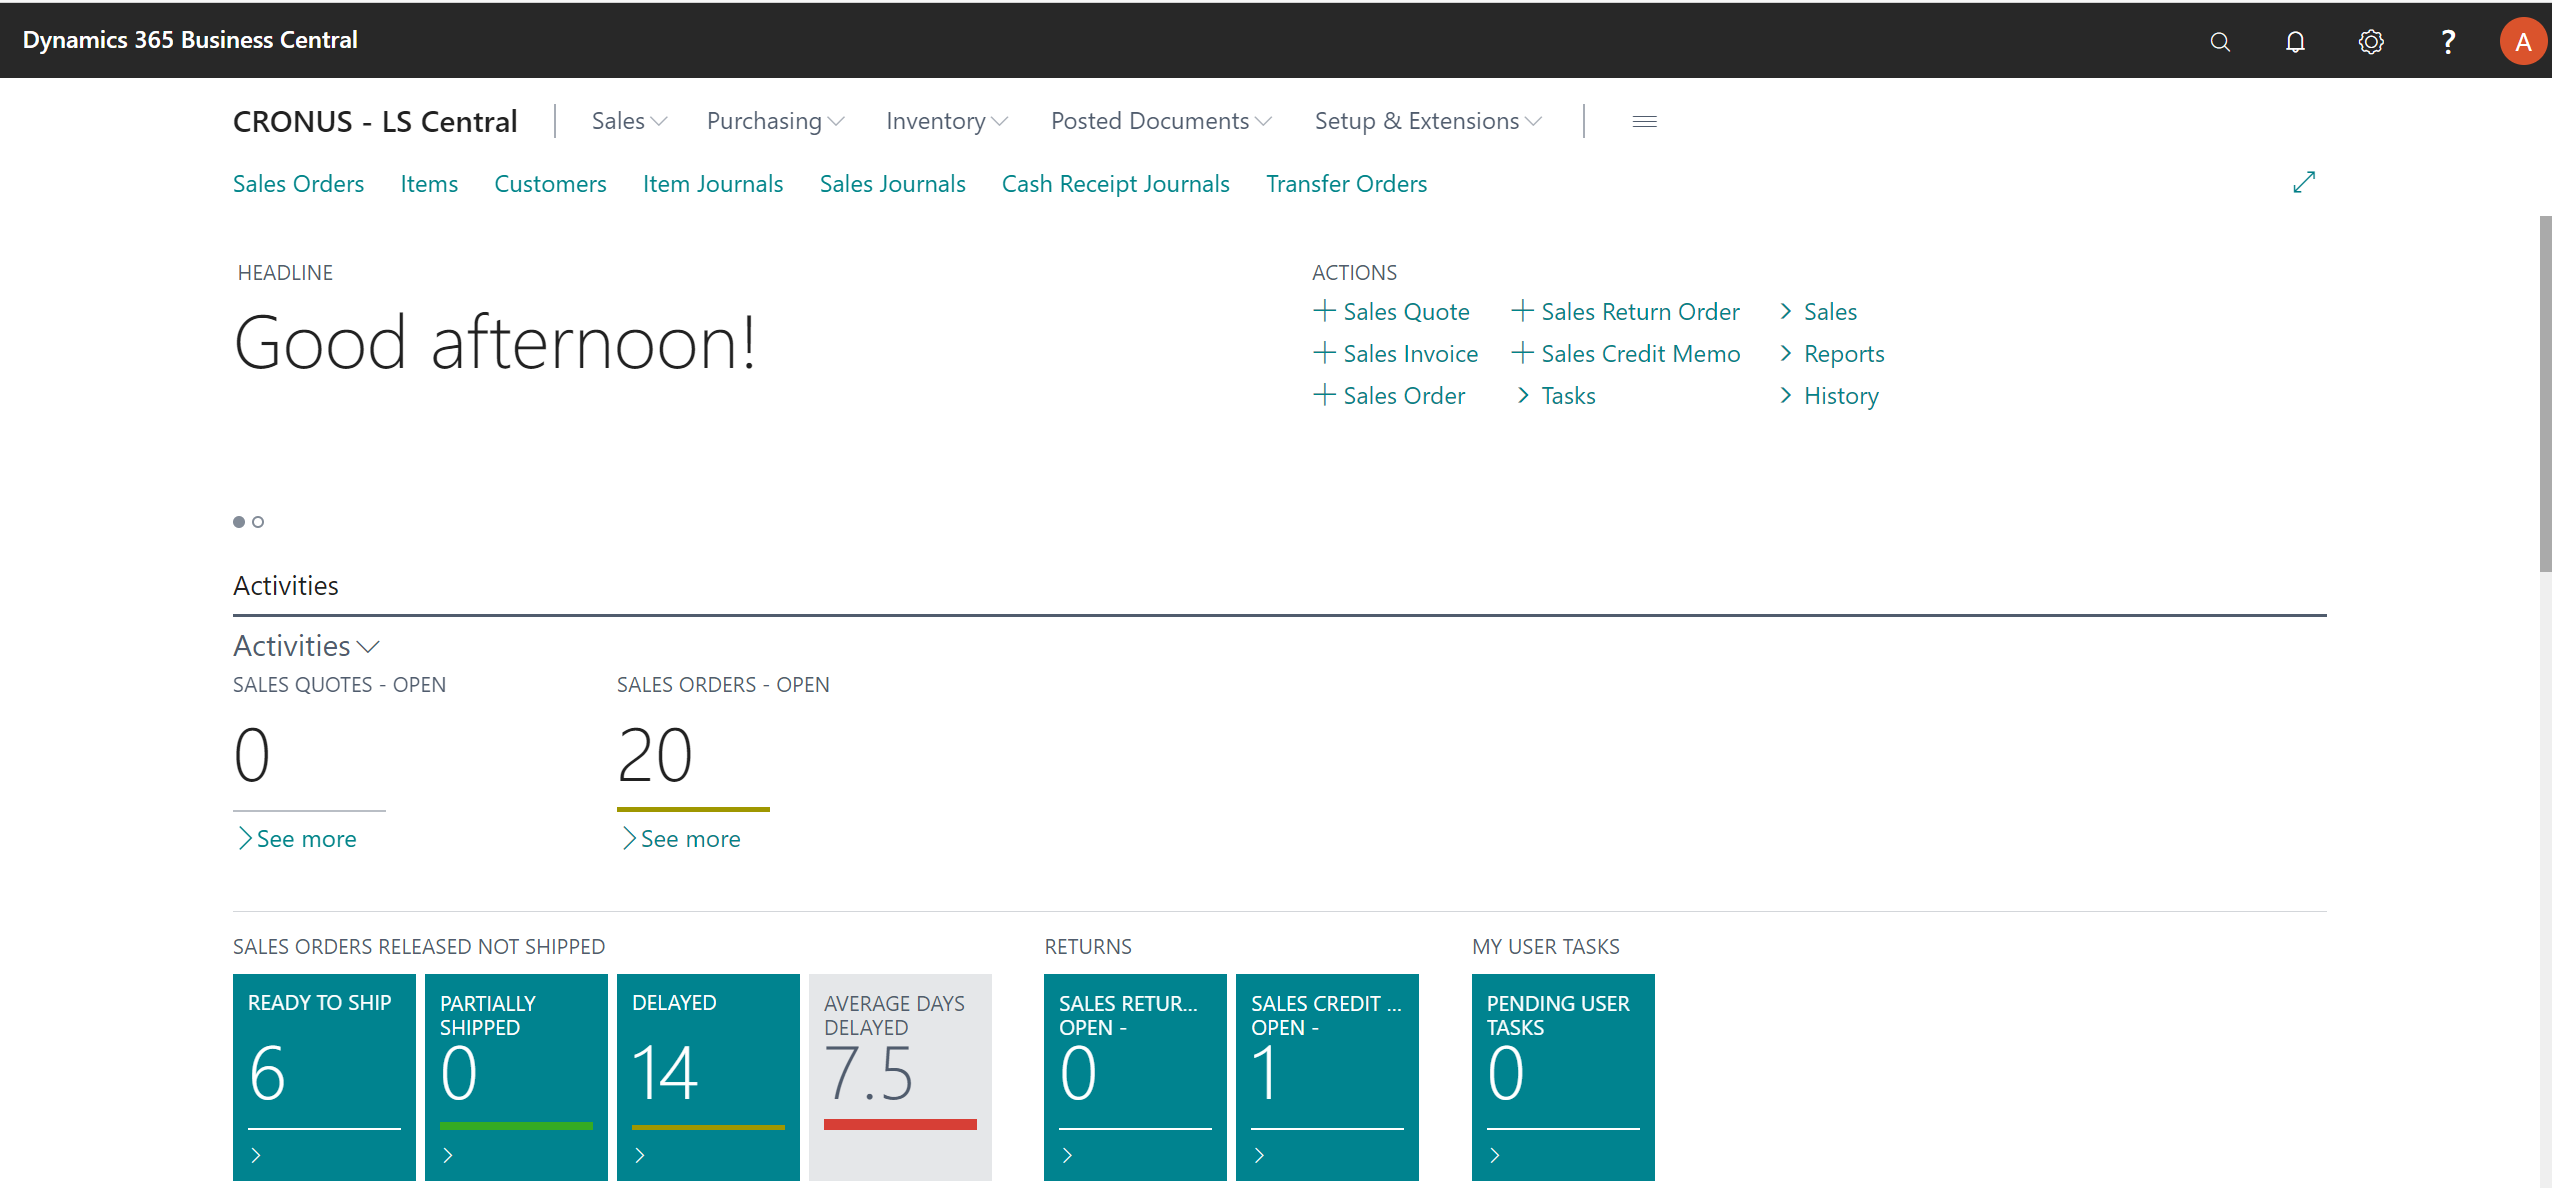 Dynamics 365 Business Central
?
A
CRONUS - LS Central
Sales
Purchasing
Inventory
Posted Documents
Setup & Extensions
Sales Orders
Items
Customers
Item Journals
Sales Journals
Cash Receipt Journals
Transfer Orders
HEADLINE
Good afternoon!
ACTIONS
Sales Quote
Sales Return Order
Sales
Sales Invoice
Sales Credit Memo
Reports
Sales Order
Tasks
History
Activities
Activities
SALES QUOTES - OPEN
SALES ORDERS - OPEN
0
20
See more
See more
SALES ORDERS RELEASED NOT SHIPPED
RETURNS
MY USER TASKS
READY TO SHIP
6
PARTIALLY
SHIPPED
0
DELAYED
14
AVERAGE DAYS
DELAYED
7.5
SALES RETUR...
OPEN -
0
SALES CREDIT ...
OPEN -
1
PENDING USER
TASKS
0